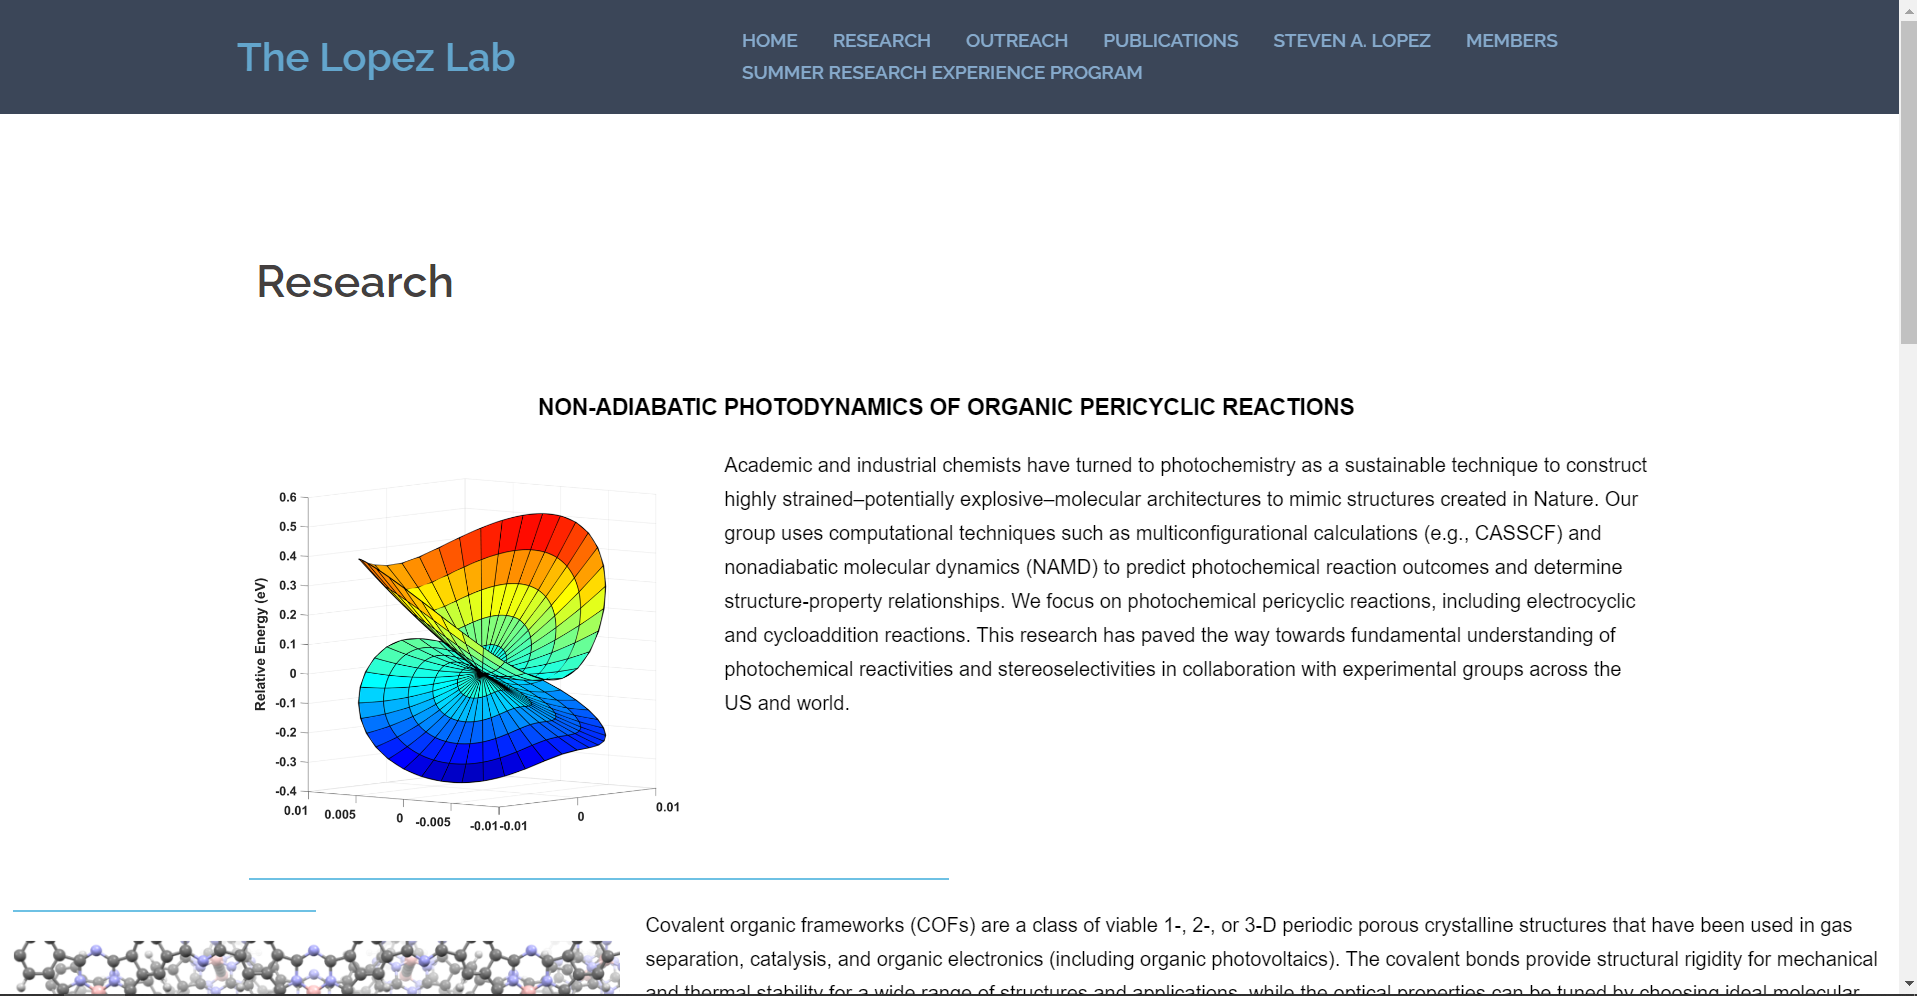 The Lopez Lab
HOME RESEARCH OUTREACH PUBLICATIONS STEVEN A. LOPEZ MEMBERS
SUMMER RESEARCH EXPERIENCE PROGRAM
Research
NON-ADIABATIC PHOTODYNAMICS OF ORGANIC PERICYCLIC REACTIONS
0.6
0.5
0.4
0.3
0.2
0.1
0
-0.1
-0.2
-0.3
-0.4
Relative Energy (eV)
0.01 0.005 0 -0.005 -0.01 -0.01 0 0.01
Academic and industrial chemists have turned to photochemistry as a sustainable technique to construct
highly strained–potentially explosive–molecular architectures to mimic structures created in Nature. Our
group uses computational techniques such as multiconfigurational calculations (e.g., CASSCF) and
nonadiabatic molecular dynamics (NAMD) to predict photochemical reaction outcomes and determine
structure-property relationships. We focus on photochemical pericyclic reactions, including electrocyclic
and cycloaddition reactions. This research has paved the way towards fundamental understanding of
photochemical reactivities and stereoselectivities in collaboration with experimental groups across the
US and world.
Covalent organic frameworks (COFs) are a class of viable 1-, 2-, or 3-D periodic porous crystalline structures that have been used in gas
separation, catalysis, and organic electronics (including organic photovoltaics). The covalent bonds provide structural rigidity for mechanical
and thermal stability for a wide range of structures and applications, while the optical properties can be tuned by choosing ideal molecular